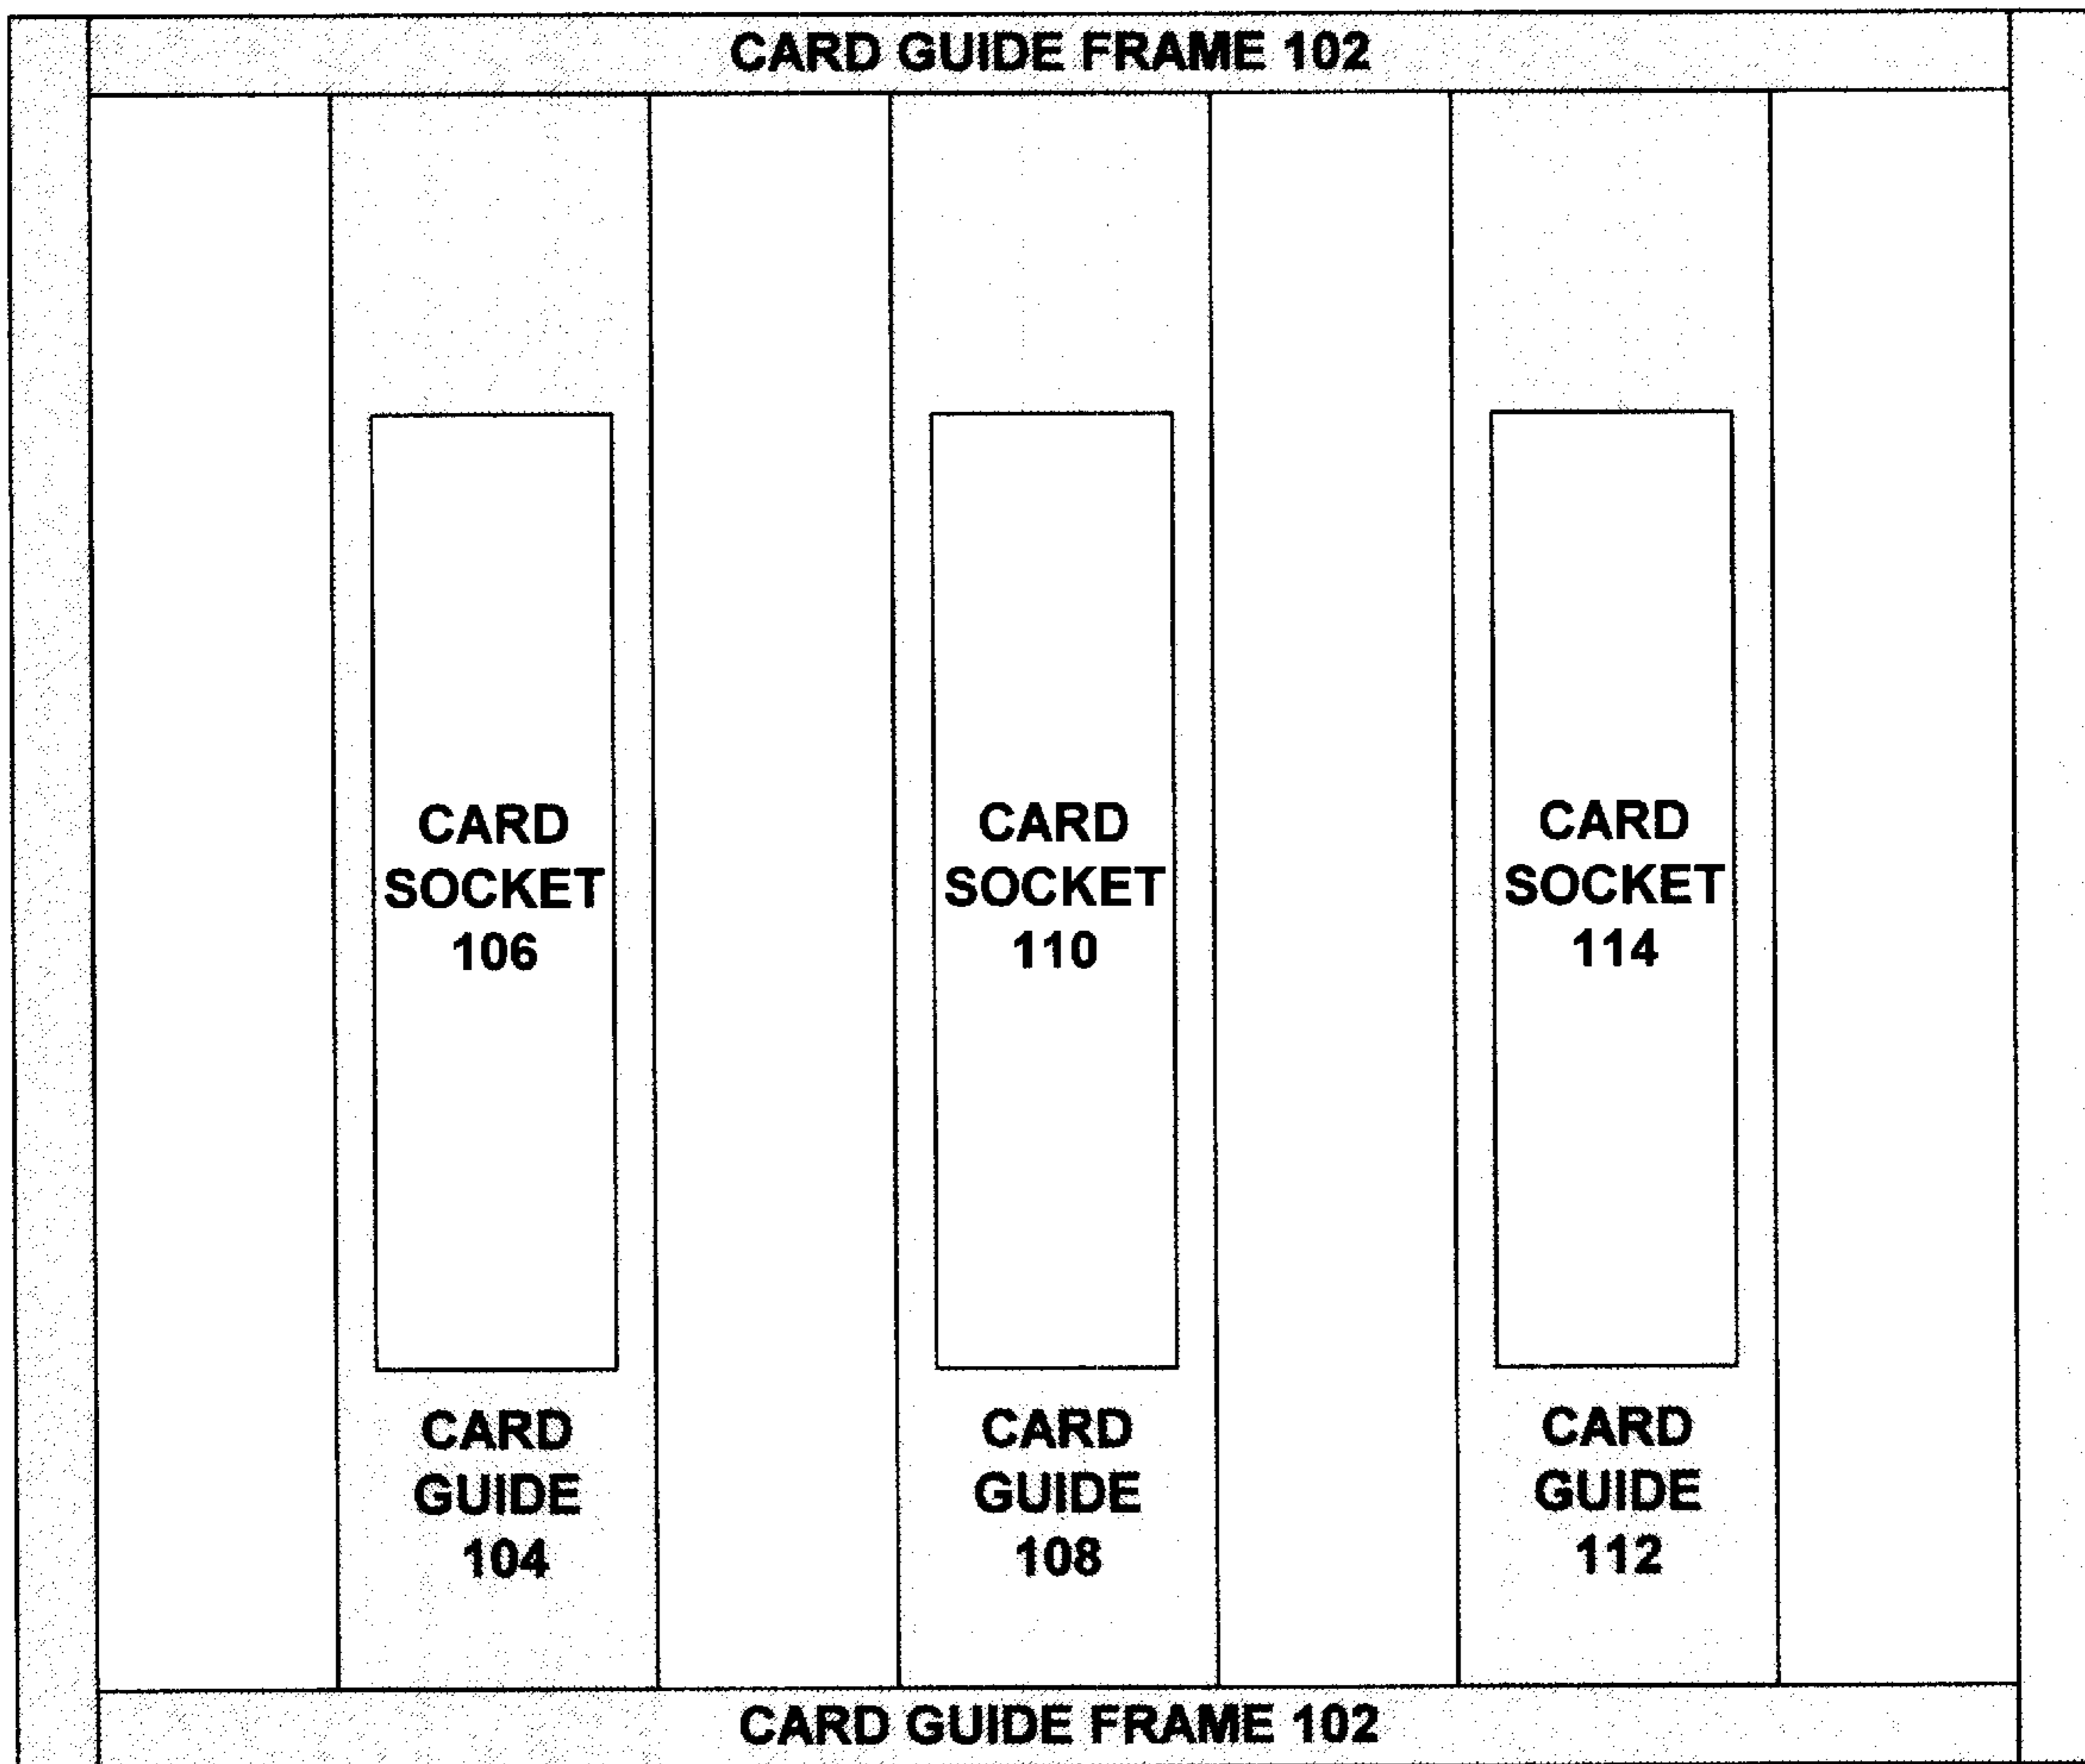 CARD GUIDE FRAME 102
CARD
SOCKET
106
CARD
SOCKET
110
CARD
SOCKET
114
CARD
GUIDE
104
CARD
GUIDE
108
CARD
GUIDE
112
CARD GUIDE FRAME 102